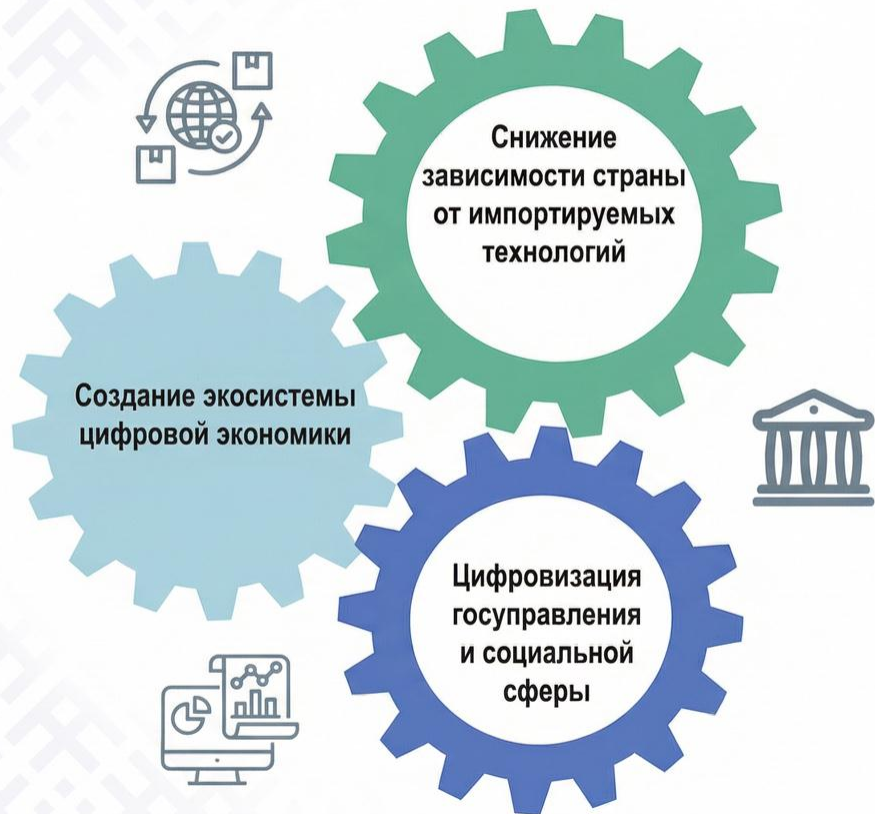 Снижение
зависимости страны
от импортируемых
технологий
Создание экосистемы
цифровой экономики
Цифровизация
госуправления
и социальной
сферы